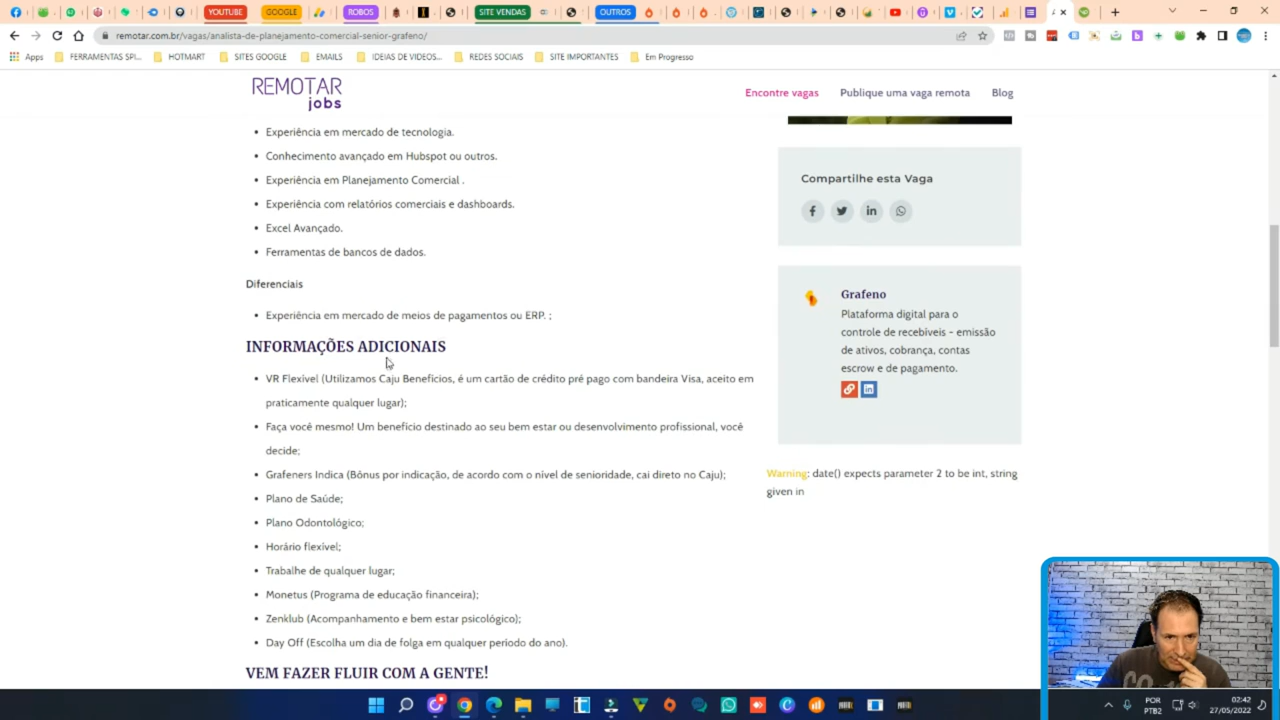 YOUTUBE
GOOGLE
ROBOS
SITE VENDAS
OUTROS
remotar.com.br/vagas/analista-de-planejamento-comercial-senior-grafeno/
Apps
FERRAMENTAS SPI...
HOTMART
SITES GOOGLE
EMAILS
IDEIAS DE VIDEOS...
REDES SOCIAIS
SITE IMPORTANTES
Em Progresso
REMOTAR
jobs
Encontre vagas
Publique uma vaga remota
Blog
Experiência em mercado de tecnologia.
Conhecimento avançado em Hubspot ou outros.
Experiência em Planejamento Comercial .
Experiência com relatórios comerciais e dashboards.
Excel Avançado.
Ferramentas de bancos de dados.
Diferenciais
Experiência em mercado de meios de pagamentos ou ERP. ;
INFORMAÇÕES ADICIONAIS
VR Flexível (Utilizamos Caju Benefícios, é um cartão de crédito pré pago com bandeira Visa, aceito em
praticamente qualquer lugar);
Faça você mesmo! Um benefício destinado ao seu bem estar ou desenvolvimento profissional, você
decide;
Grafeners Indica (Bônus por indicação, de acordo com o nível de senioridade, cai direto no Caju);
Plano de Saúde;
Plano Odontológico;
Horário flexível;
Trabalhe de qualquer lugar;
Monetus (Programa de educação financeira);
Zenklub (Acompanhamento e bem estar psicológico);
Day Off (Escolha um dia de folga em qualquer período do ano).
VEM FAZER FLUIR COM A GENTE!
Compartilhe esta Vaga
Grafeno
Plataforma digital para o
controle de recebíveis – emissão
de ativos, cobrança, contas
escrow e de pagamento.
Warning: date() expects parameter 2 to be int, string
given in
POR
PTB2
02:42
27/05/2022